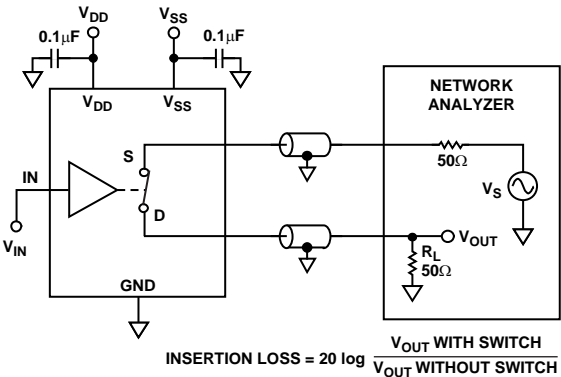 VDD
VSS
0.1μF
0.1μF
VDD
VSS
NETWORK
ANALYZER
S
50Ω
IN
VS
D
VIN
VOUT
RL
50Ω
GND
INSERTION LOSS = 20 log VOUT WITH SWITCH
VOUT WITHOUT SWITCH